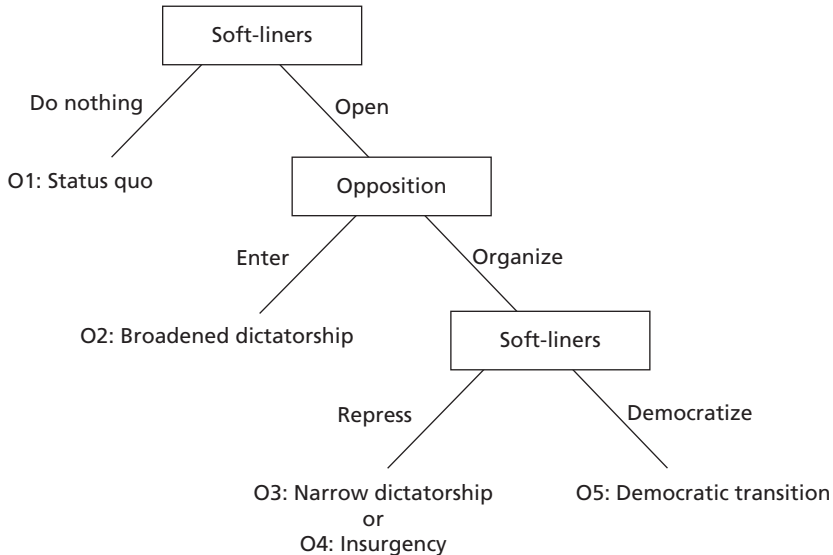 Soft-liners
Do nothing
Open
O1: Status quo
Opposition
Enter
Organize
O2: Broadened dictatorship
Soft-liners
Repress
Democratize
O3: Narrow dictatorship
or
O4: Insurgency
O5: Democratic transition